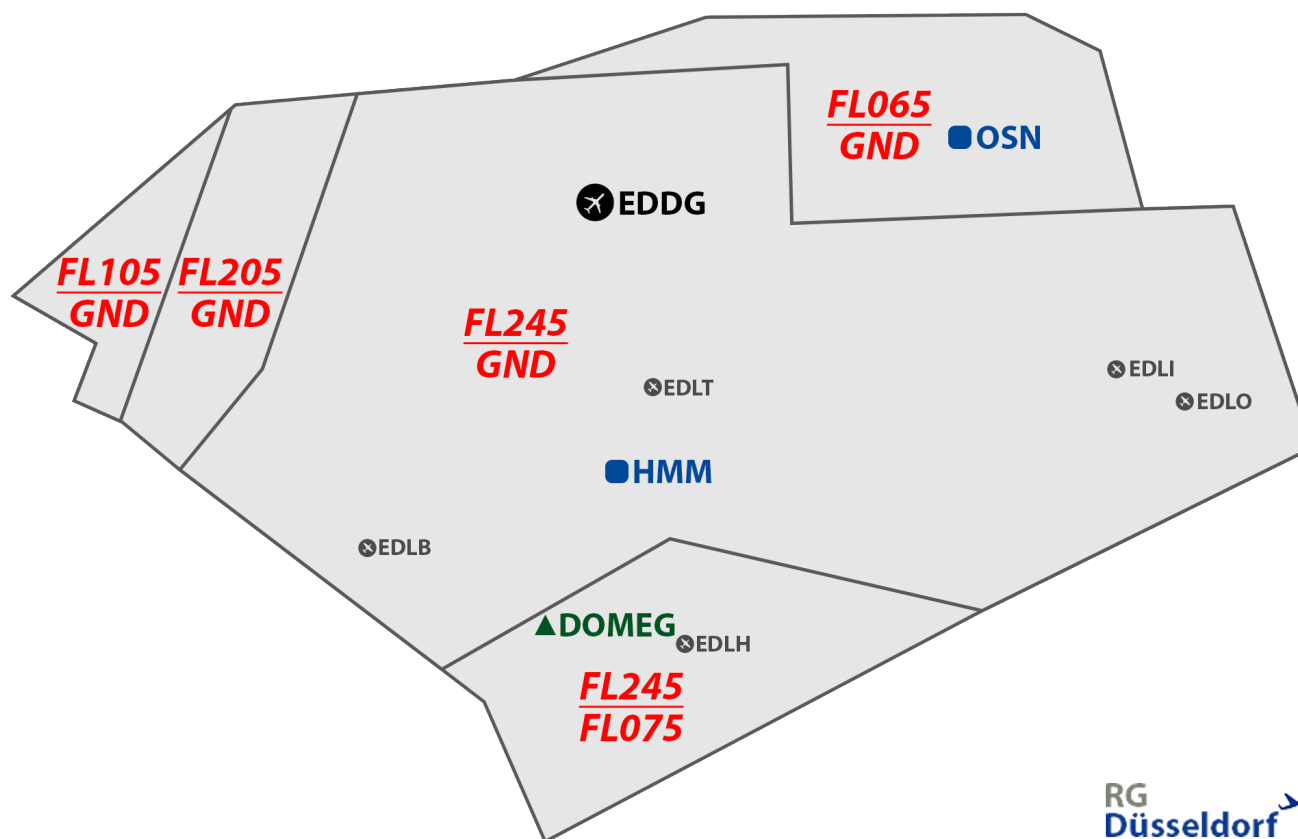 FL065
GND
OSN
EDDG
FL105
GND
FL205
GND
FL245
GND
EDLT
EDLI
EDLO
HMM
EDLB
DOMEG
EDLH
FL245
FL075
RG
Düsseldorf